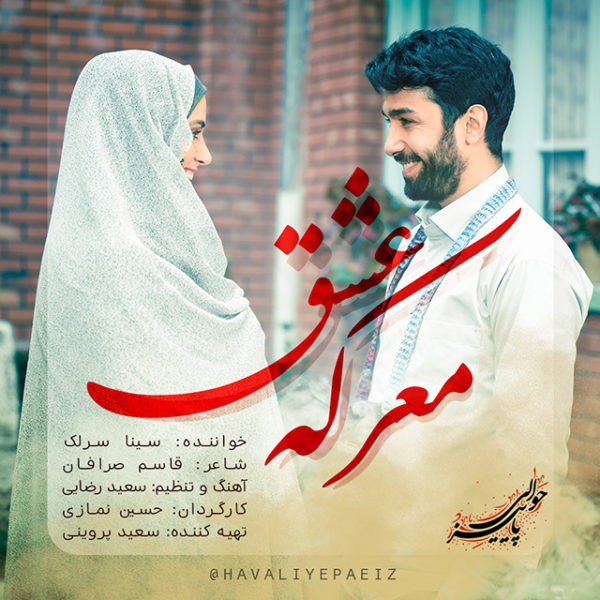 معرکه عشق
خواننده: سینا سرلک
شاعر: قاسم صرافان
آهنگ و تنظیم: سعید رضایی
کارگردان: حسین نمازی
تهیه کننده: سعید پروینی
حوالی
پاییز
@HAVALIYEPAEIZ